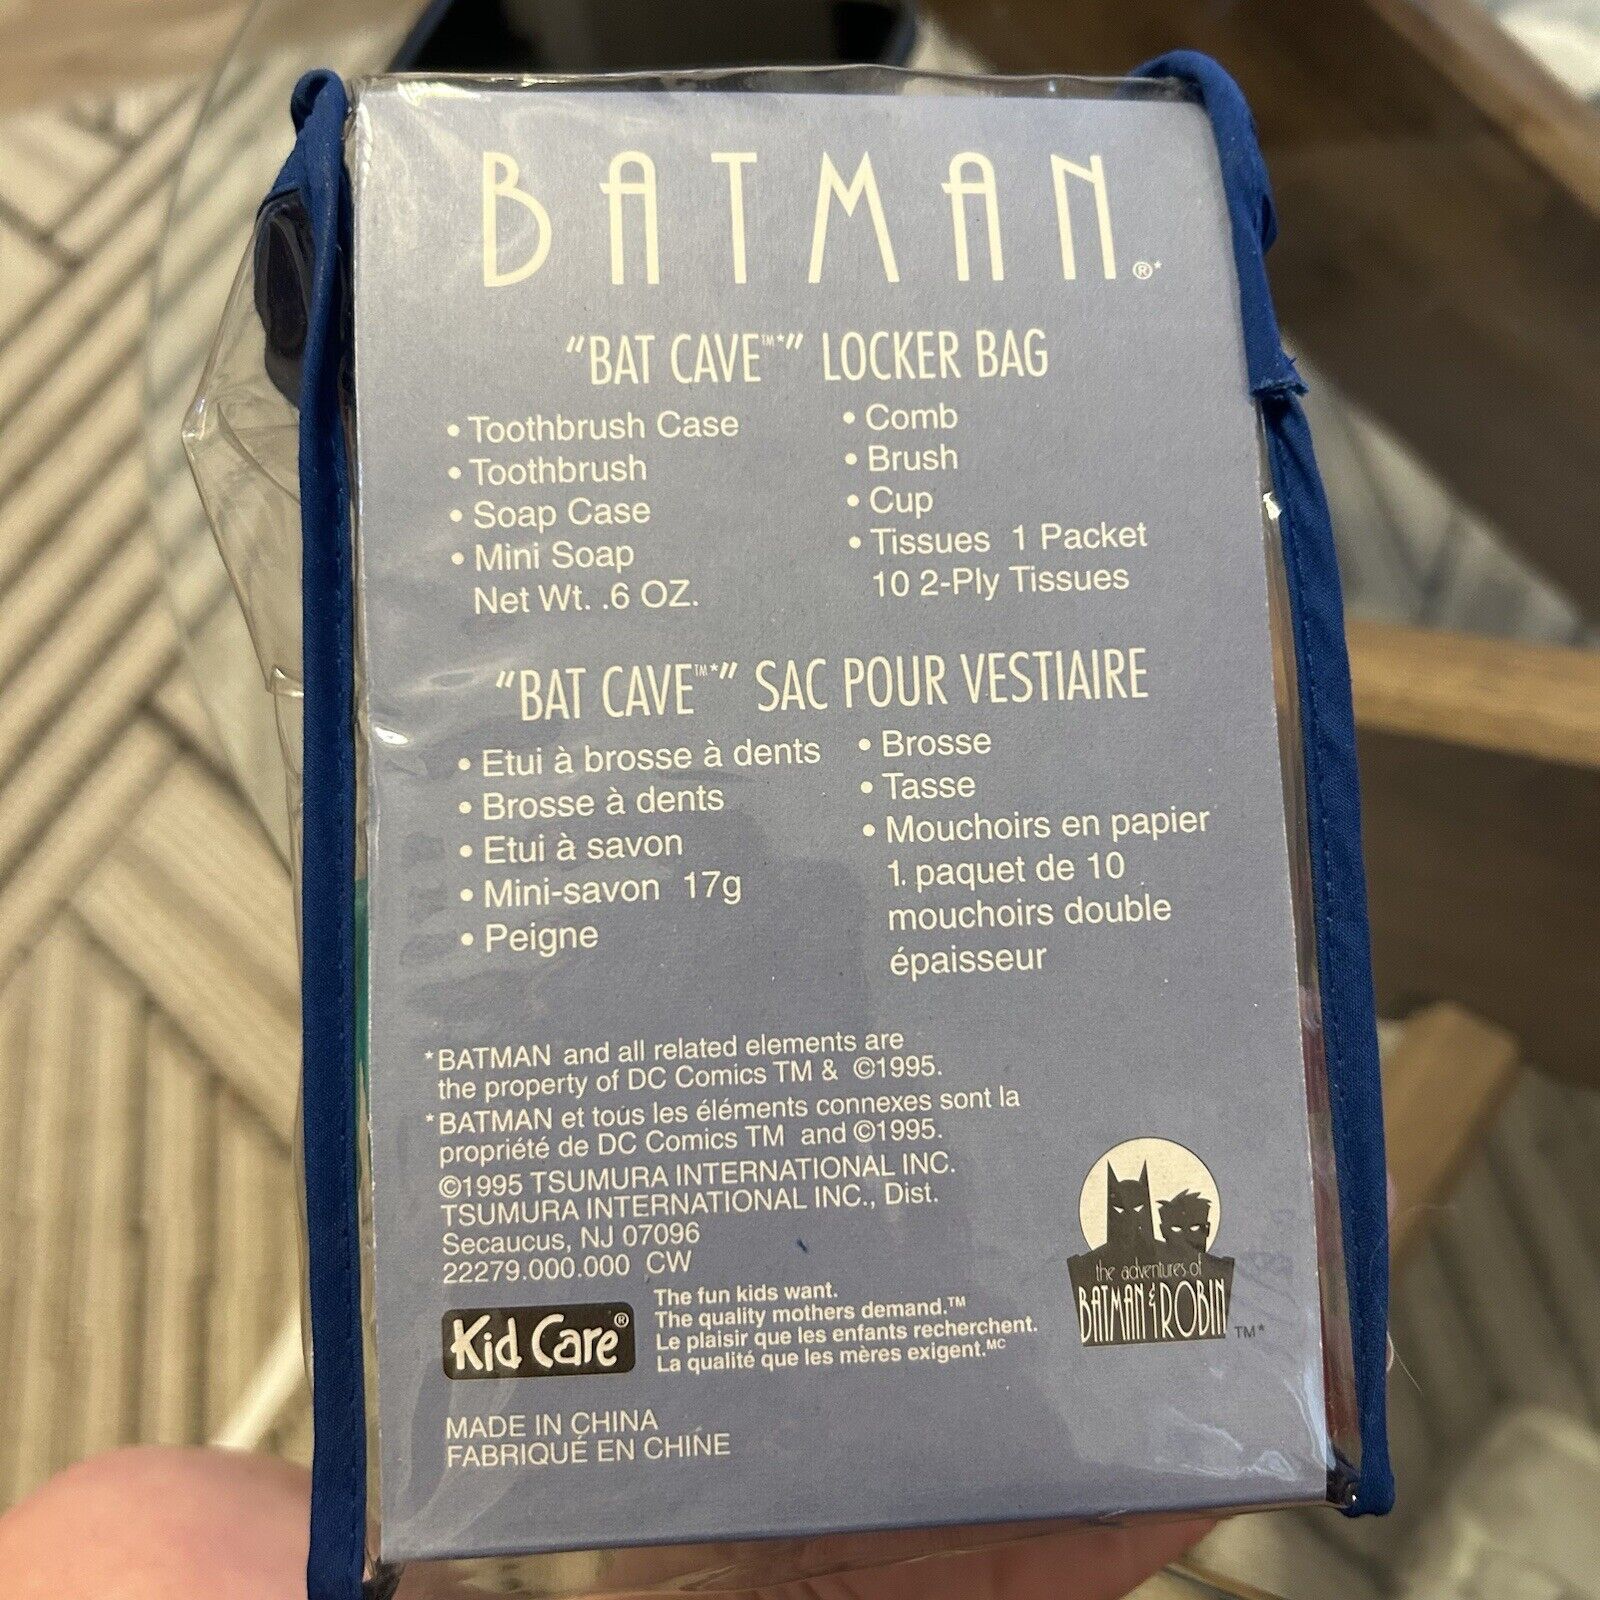 BATMAN®*
"BAT CAVE™*" LOCKER BAG
• Toothbrush Case
• Toothbrush
• Soap Case
• Mini Soap
Net Wt. .6 OZ.
• Comb
• Brush
• Cup
• Tissues 1 Packet
10 2-Ply Tissues
"BAT CAVE™*" SAC POUR VESTIAIRE
• Etui à brosse à dents
• Brosse à dents
• Etui à savon
• Mini-savon 17g
• Peigne
• Brosse
• Tasse
• Mouchoirs en papier
1 paquet de 10
mouchoirs double
épaisseur
*BATMAN and all related elements are
the property of DC Comics TM & ©1995.
*BATMAN et tous les éléments connexes sont la
propriété de DC Comics TM and ©1995.
©1995 TSUMURA INTERNATIONAL INC.
TSUMURA INTERNATIONAL INC., Dist.
Secaucus, NJ 07096
22279.000.000 CW
Kid Care®
The fun kids want.
The quality mothers demand.™
Le plaisir que les enfants recherchent.
La qualité que les mères exigent.MC
the adventures of
BATMAN & ROBIN
TM*
MADE IN CHINA
FABRIQUÉ EN CHINE